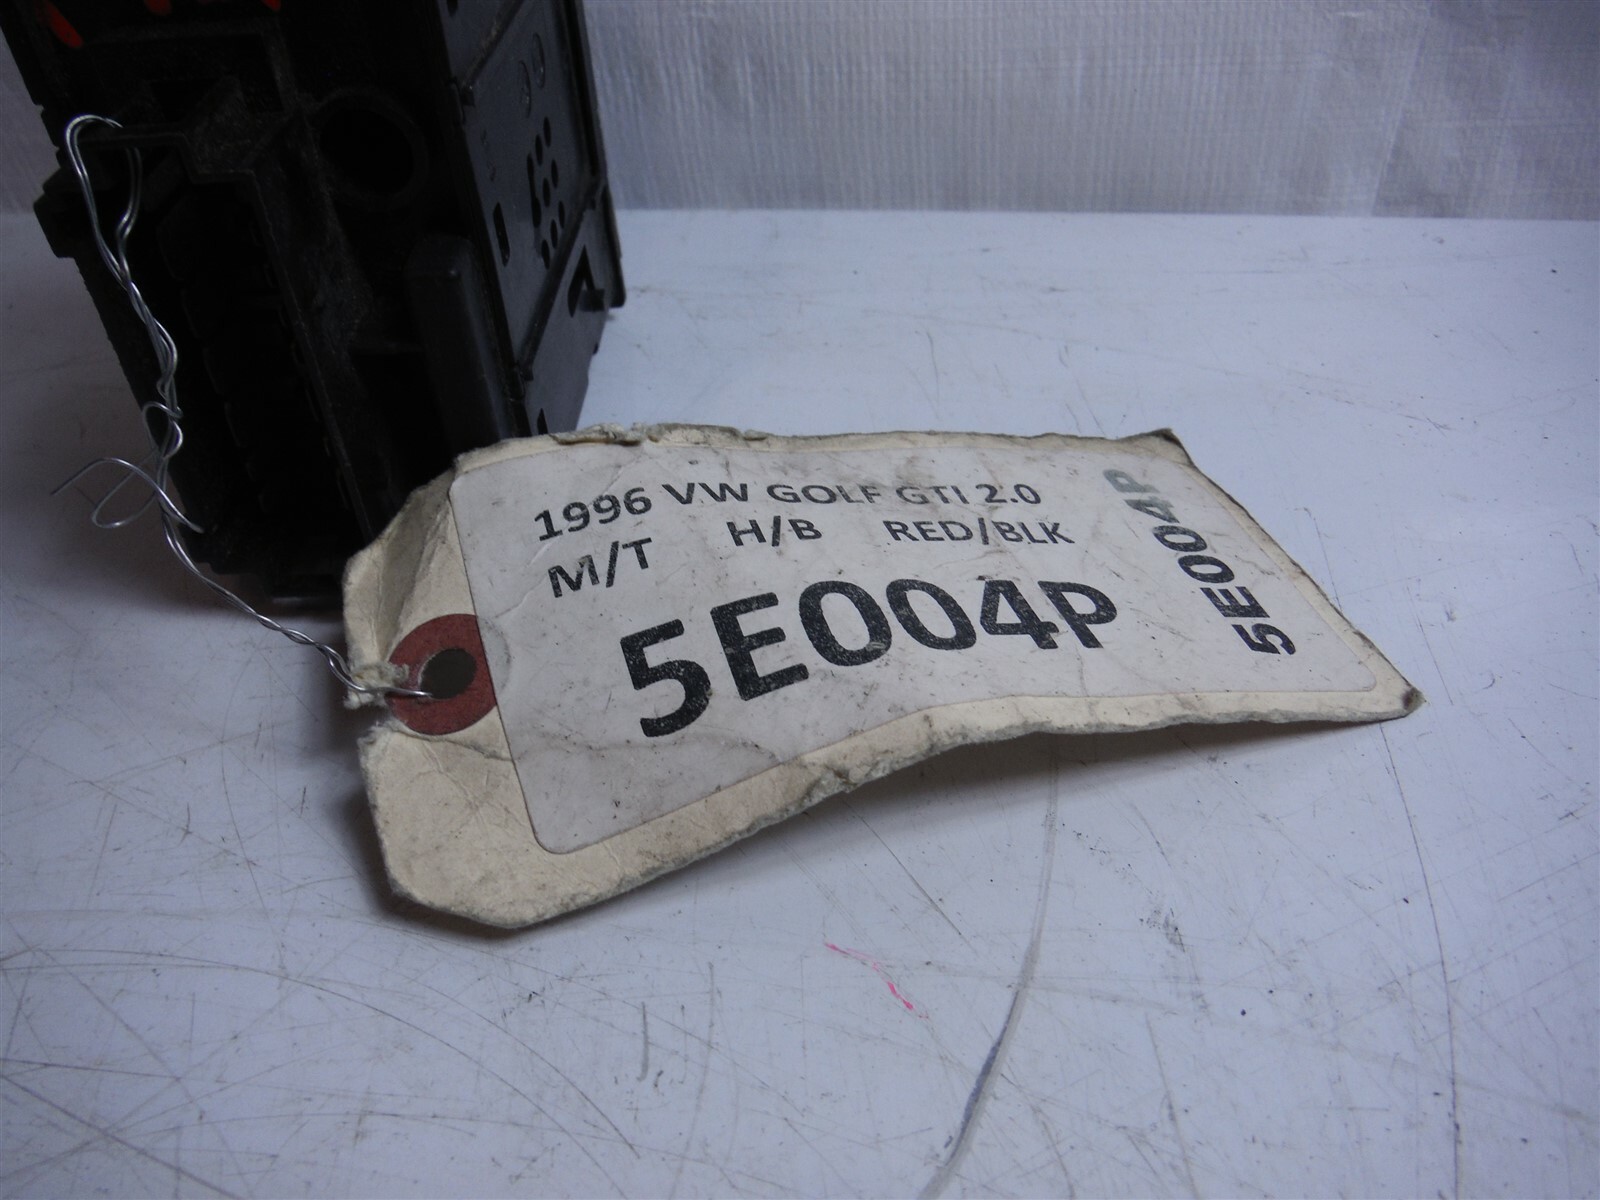 1996 VW GOLF GTI 2.0
M/T H/B RED/BLK
5E004P
5E004P